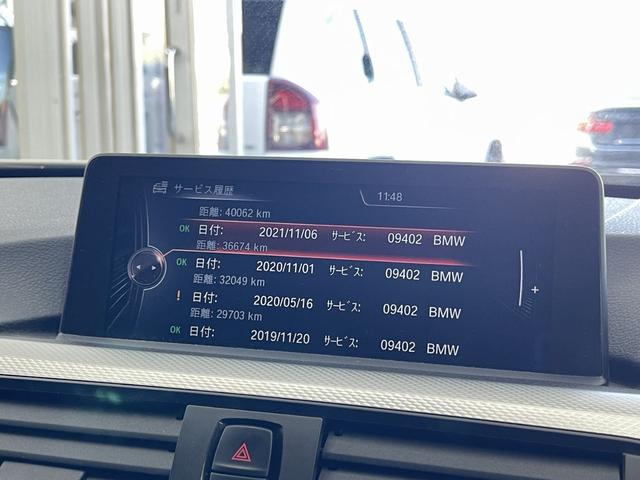 サービス履歴
11:48
距離: 40062 km
OK 日付: 2021/11/06 ｻｰﾋﾞｽ: 09402 BMW
距離: 36674 km
OK 日付: 2020/11/01 ｻｰﾋﾞｽ: 09402 BMW
距離: 32049 km
! 日付: 2020/05/16 ｻｰﾋﾞｽ: 09402 BMW
距離: 29703 km
OK 日付: 2019/11/20 ｻｰﾋﾞｽ: 09402 BMW
+